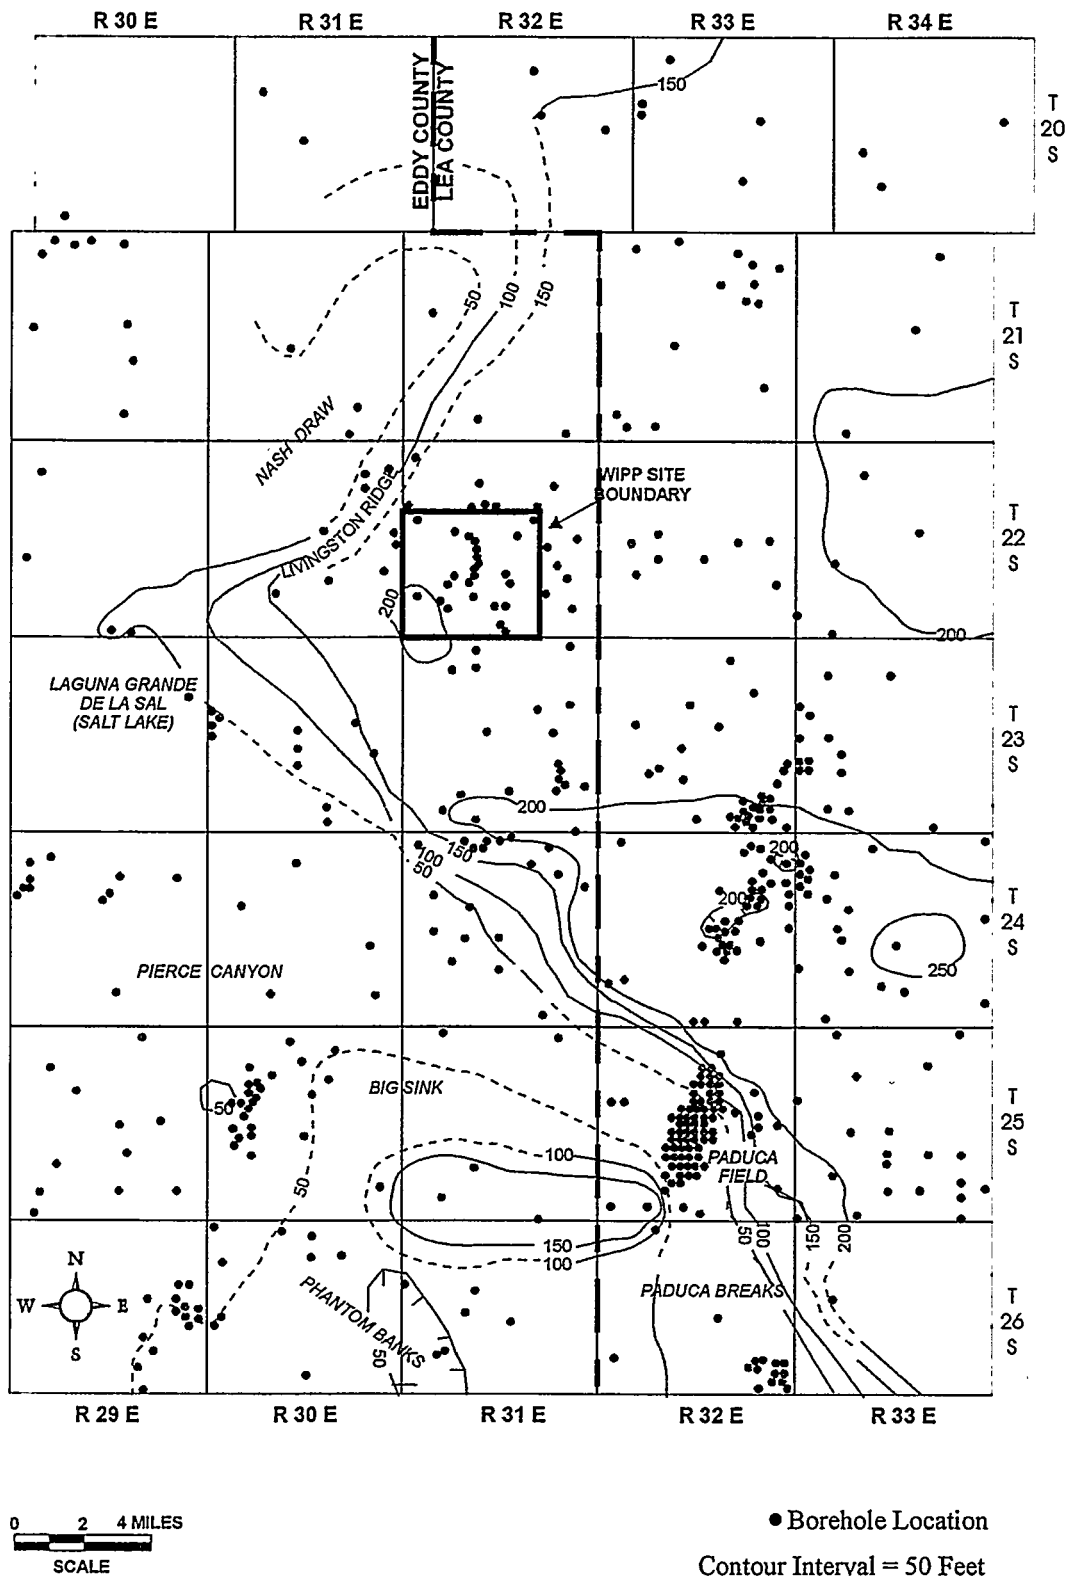 R 30 E R 31 E R 32 E R 33 E R 34 E
EDDY COUNTY
LEA COUNTY
150
T
20
S
50
100
150
T
21
S
NASH DRAW
LIVINGSTON RIDGE
WIPP SITE
BOUNDARY
T
22
S
200
200
LAGUNA GRANDE
DE LA SAL
(SALT LAKE)
T
23
S
200
150
100
50
200
200
T
24
S
250
PIERCE CANYON
BIG SINK
50
T
25
S
100
PADUCA
FIELD
50
150
100
50
100
150
200
N
W E
S
PHANTOM BANKS
50
PADUCA BREAKS
T
26
S
R 29 E R 30 E R 31 E R 32 E R 33 E
0 2 4 MILES
SCALE
Borehole Location
Contour Interval = 50 Feet